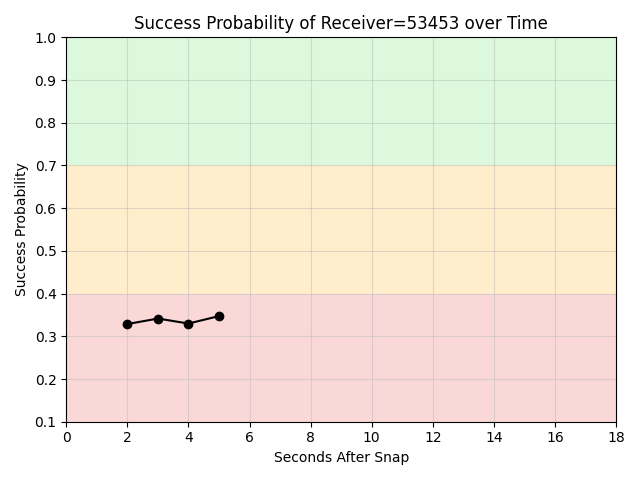 Success Probability of Receiver=53453 over Time
1.0
0.9
0.8
0.7
0.6
0.5
0.4
0.3
0.2
0.1
Success Probability
0 2 4 6 8 10 12 14 16 18
Seconds After Snap